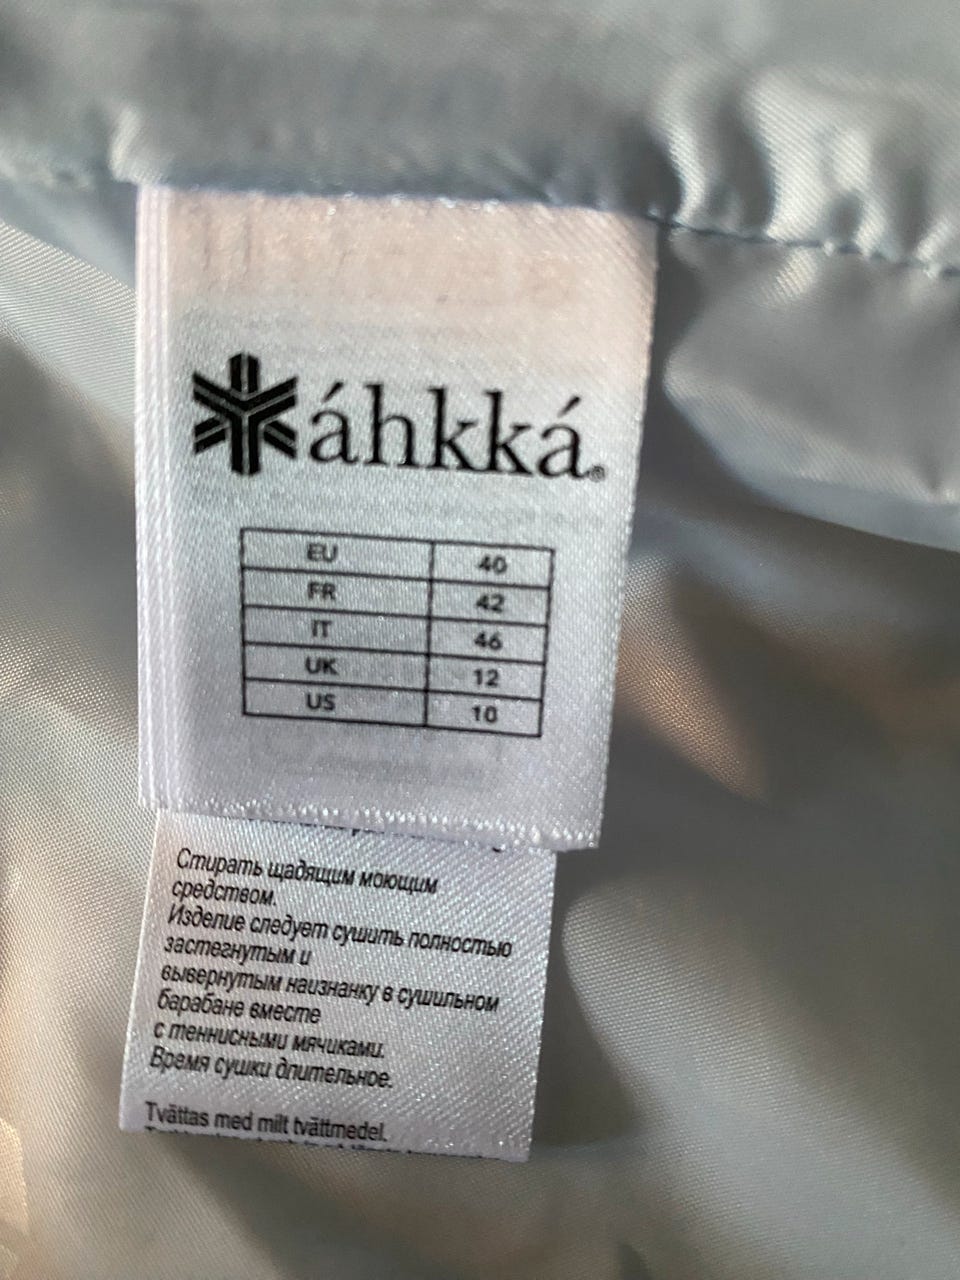 áhkká®
EU 40
FR 42
IT 46
UK 12
US 10
Стирать щадящим моющим
средством.
Изделие следует сушить полностью
застегнутым и
вывернутым наизнанку в сушильном
барабане вместе
с теннисными мячиками.
Время сушки длительное.
Tvättas med milt tvättmedel.